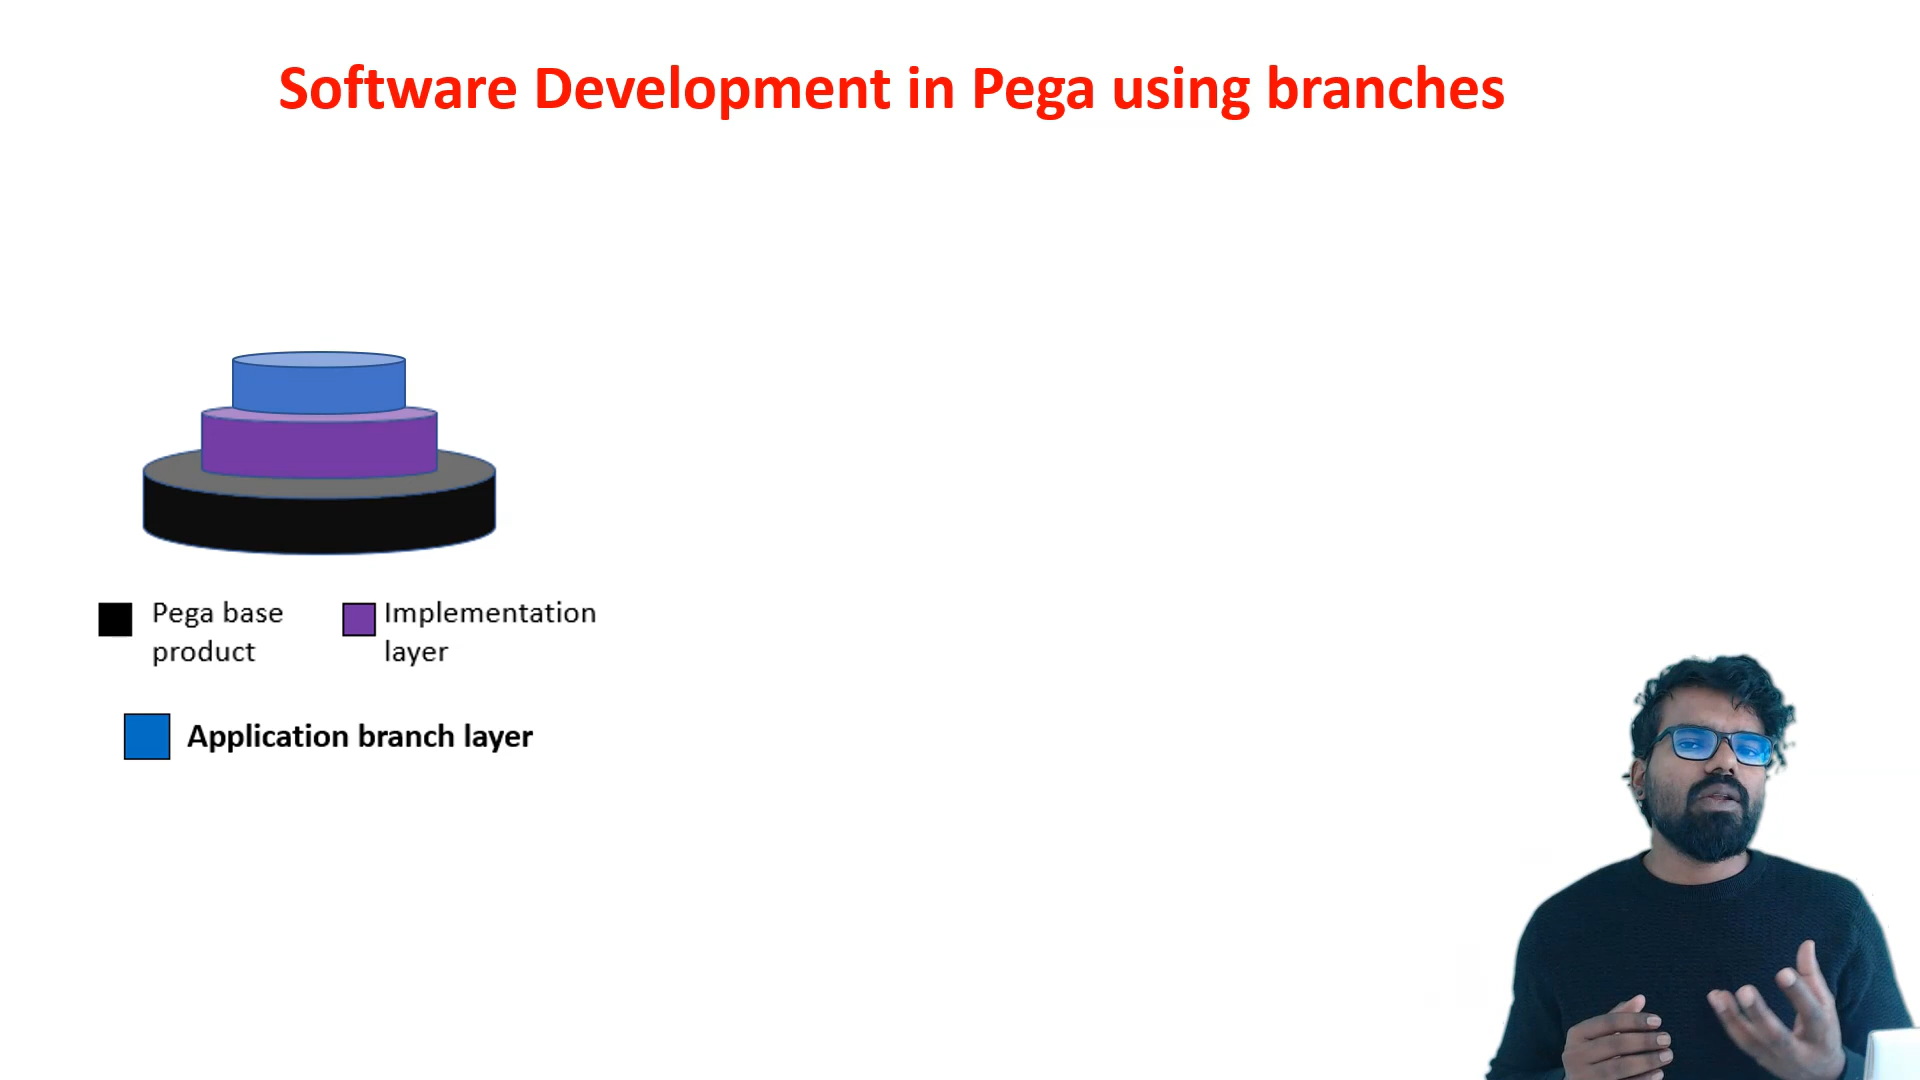 Software Development in Pega using branches
Pega base
product
Implementation
layer
Application branch layer